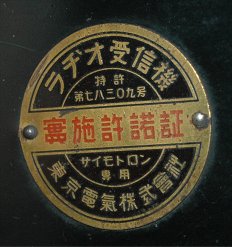 ラヂオ受信機
特許
第七八三〇九号
実施許諾証
サイモトロン
専・用
東京電氣株式會社